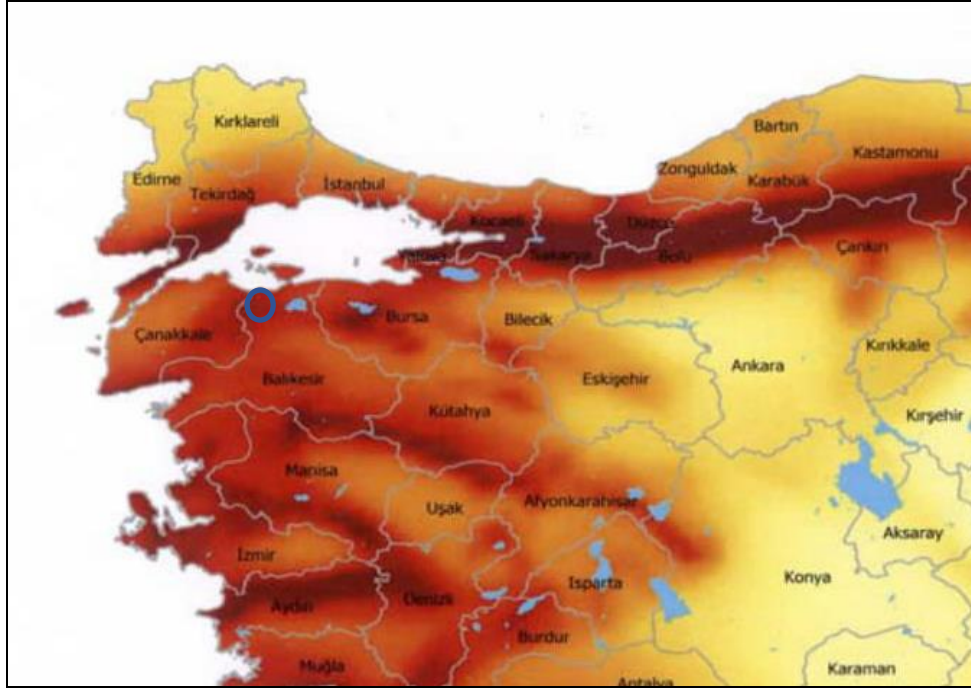 Kırklareli
Bartın
Kastamonu
Zonguldak
Edirne
İstanbul
Karabük
Tekirdağ
Kocaeli
Düzce
Çankırı
Yalova
Sakarya
Bolu
Bursa
Bilecik
Çanakkale
Kırıkkale
Ankara
Balıkesir
Eskişehir
Kütahya
Kırşehir
Manisa
Uşak
Afyonkarahisar
Aksaray
İzmir
Isparta
Konya
Aydın
Denizli
Burdur
Muğla
Karaman
Antalya